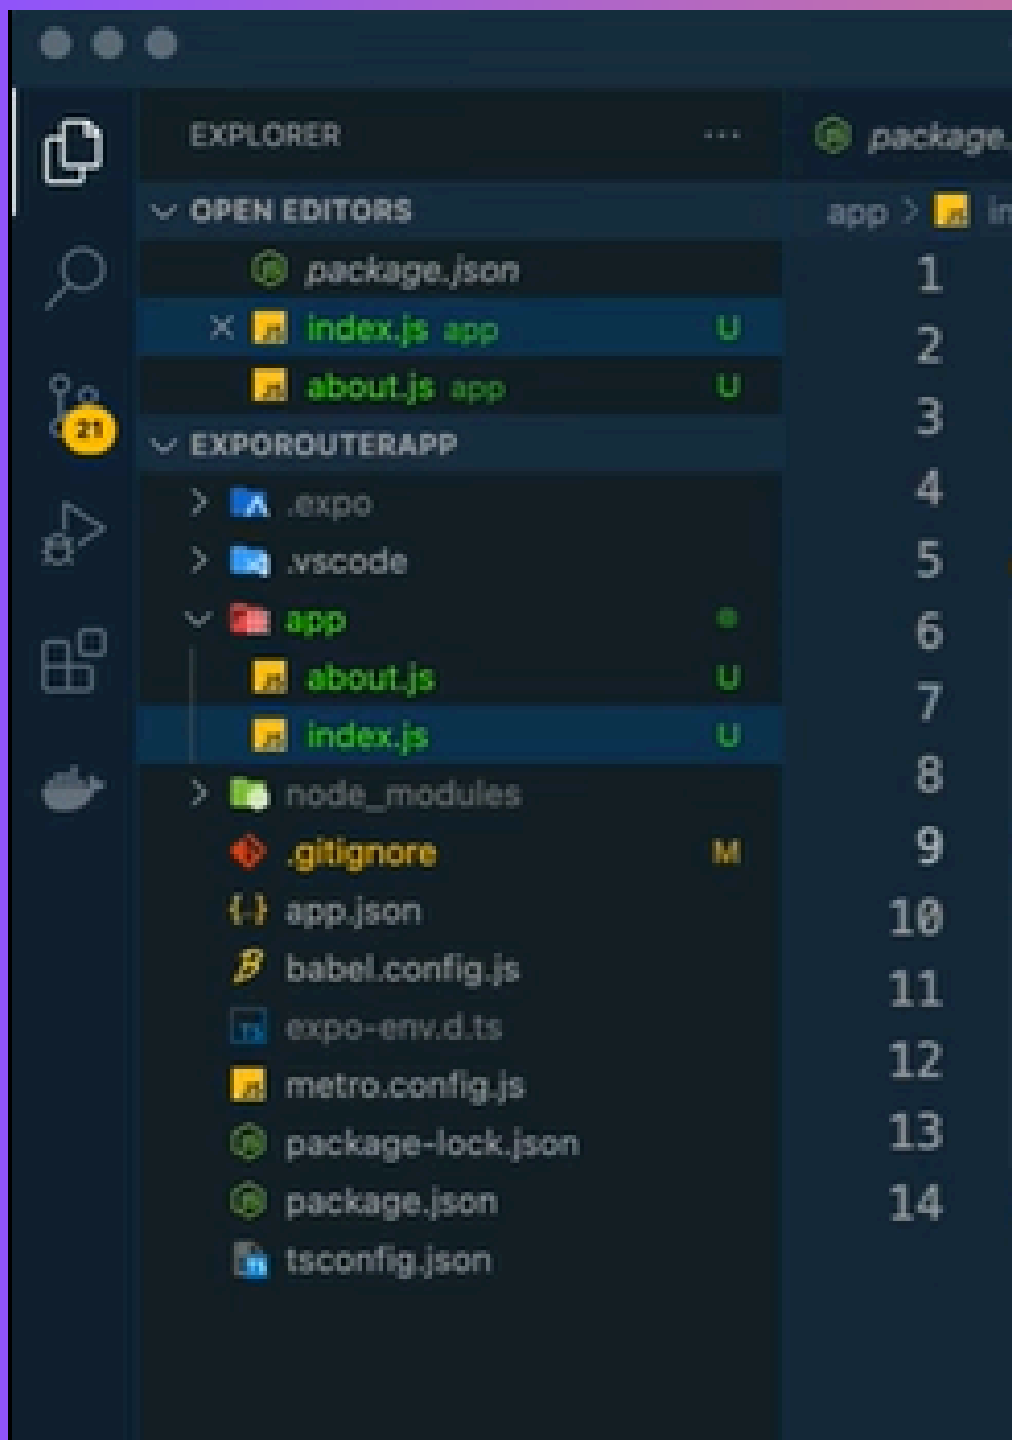 EXPLORER ...
package.
OPEN EDITORS
app > in
package.json
index.js app U
about.js app U
21
EXPOROUTERAPP
.expo
.vscode
app
about.js U
index.js U
node_modules
.gitignore M
app.json
babel.config.js
TS expo-env.d.ts
metro.config.js
package-lock.json
package.json
tsconfig.json
1
2
3
4
5
6
7
8
9
10
11
12
13
14